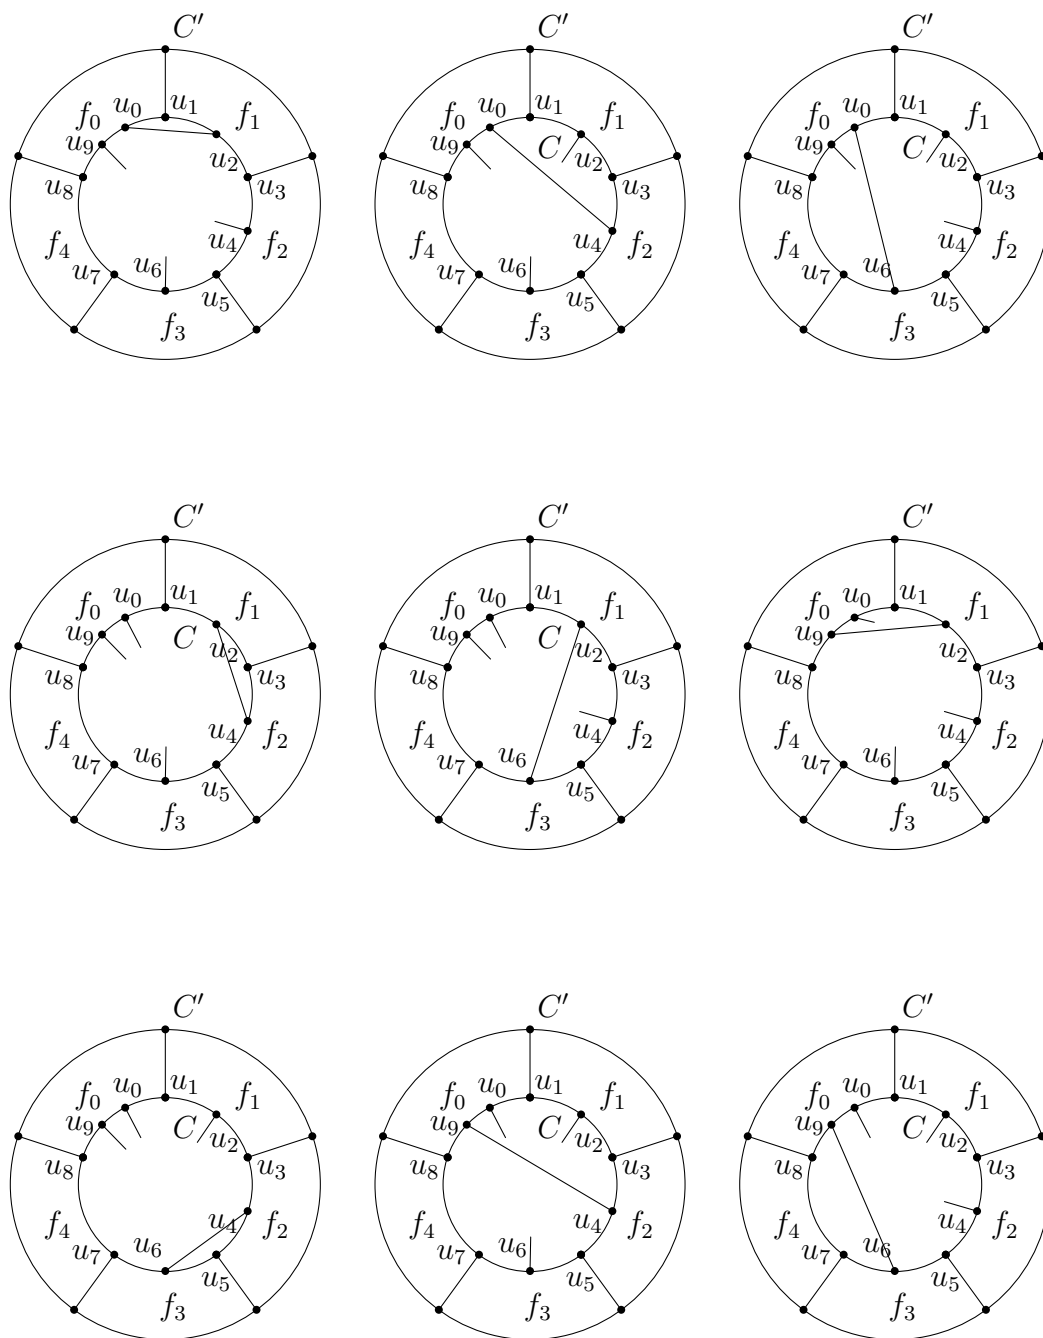 C′ C′ C′
f₀ u₀ u₁ f₁ f₀ u₀ u₁ f₁ f₀ u₀ u₁ f₁
u₉ u₂ u₉ C u₂ u₉ C u₂
u₈ u₃ u₈ u₃ u₈ u₃
f₄ u₄ f₂ f₄ u₄ f₂ f₄ u₄ f₂
u₇ u₆ u₅ u₇ u₆ u₅ u₇ u₆ u₅
f₃ f₃ f₃
C′ C′ C′
f₀ u₀ u₁ f₁ f₀ u₀ u₁ f₁ f₀ u₀ u₁ f₁
u₉ C u₂ u₉ C u₂ u₉ u₂
u₈ u₃ u₈ u₃ u₈ u₃
f₄ u₄ f₂ f₄ u₄ f₂ f₄ u₄ f₂
u₇ u₆ u₅ u₇ u₆ u₅ u₇ u₆ u₅
f₃ f₃ f₃
C′ C′ C′
f₀ u₀ u₁ f₁ f₀ u₀ u₁ f₁ f₀ u₀ u₁ f₁
u₉ C u₂ u₉ C u₂ u₉ C u₂
u₈ u₃ u₈ u₃ u₈ u₃
f₄ u₄ f₂ f₄ u₄ f₂ f₄ u₄ f₂
u₇ u₆ u₅ u₇ u₆ u₅ u₇ u₆ u₅
f₃ f₃ f₃